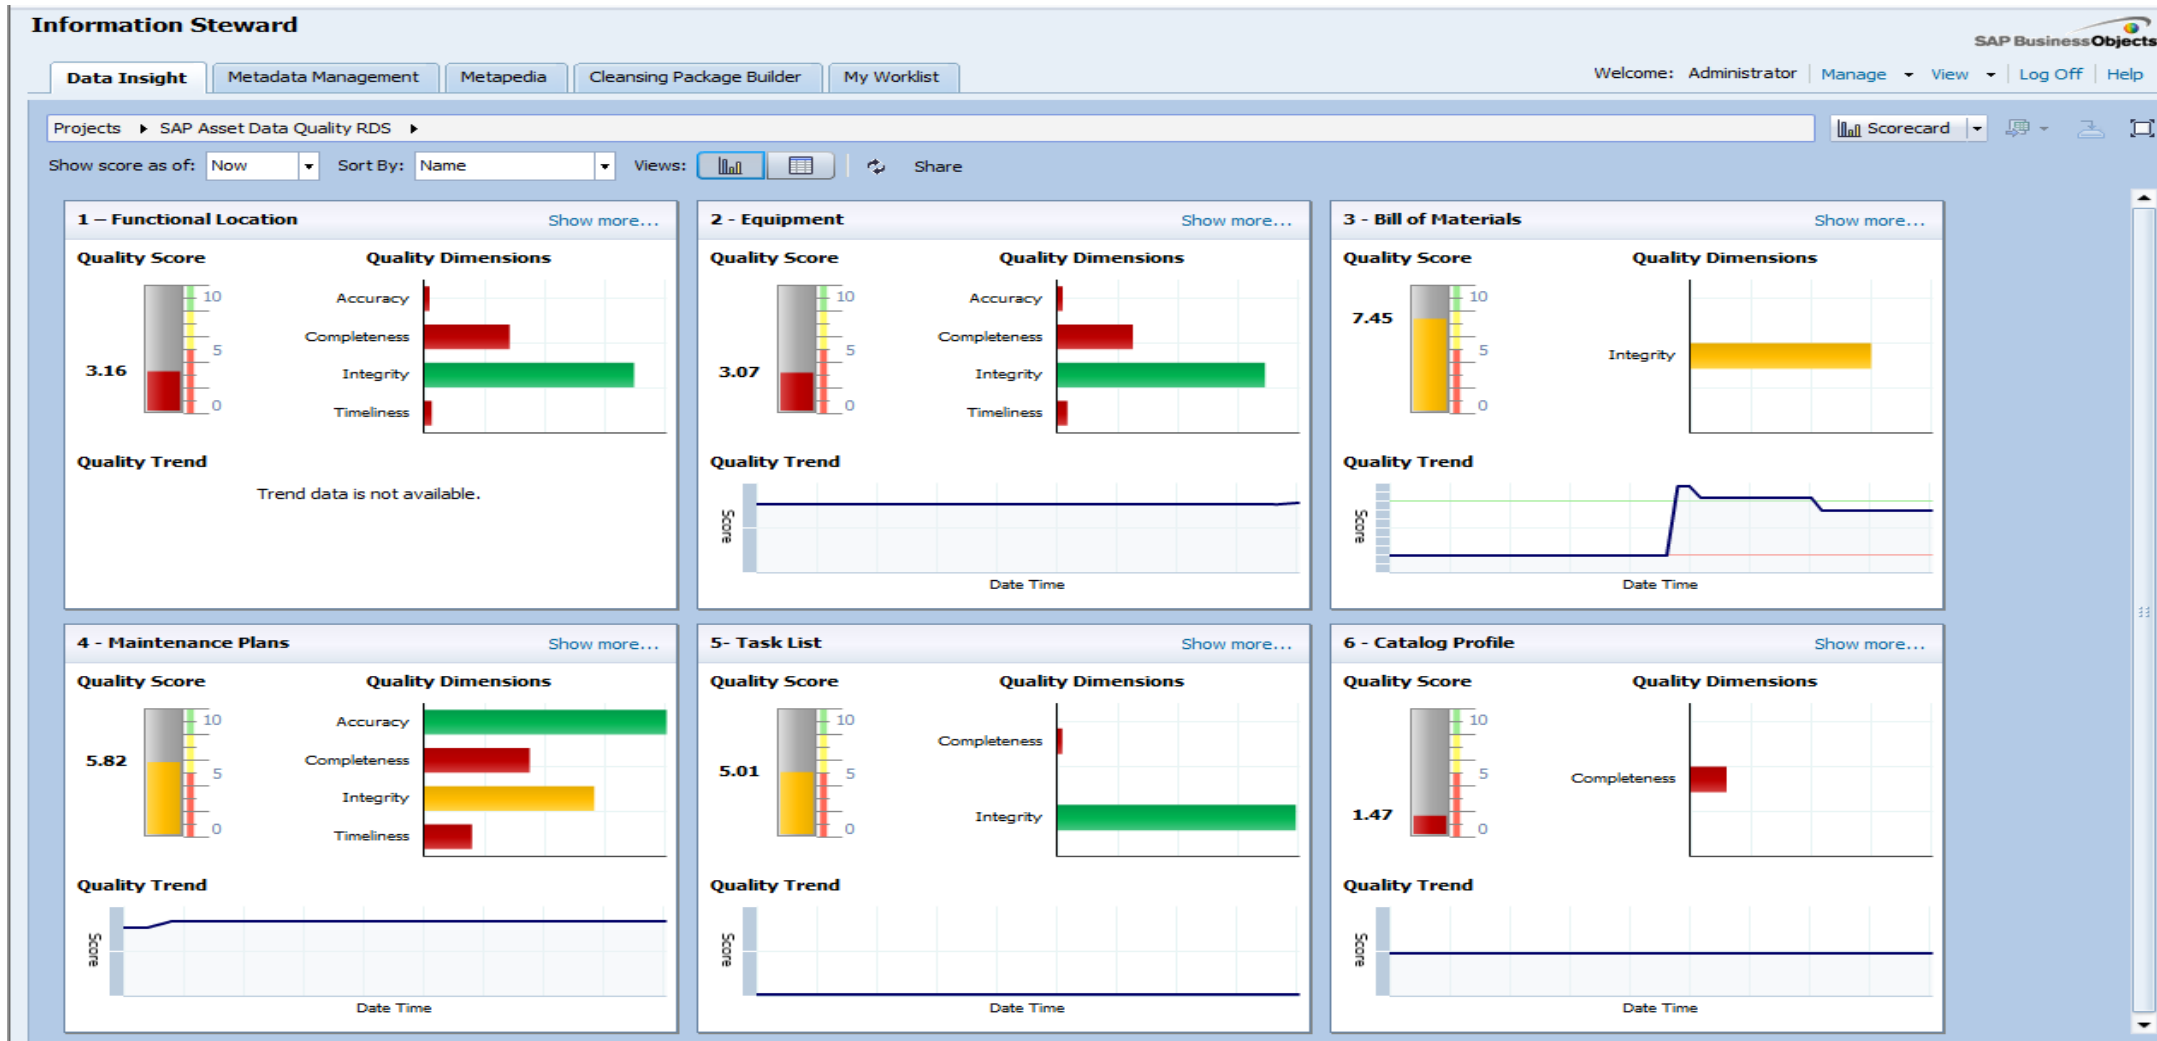 Information Steward
SAP BusinessObjects
Data Insight Metadata Management Metapedia Cleansing Package Builder My Worklist
Welcome: Administrator Manage View Log Off Help
Projects SAP Asset Data Quality RDS Scorecard
Show score as of: Now Sort By: Name Views: Share
1 – Functional Location Show more...
Quality Score Quality Dimensions
10
5
0
3.16
Accuracy
Completeness
Integrity
Timeliness
Quality Trend
Trend data is not available.
2 - Equipment Show more...
Quality Score Quality Dimensions
10
5
0
3.07
Accuracy
Completeness
Integrity
Timeliness
Quality Trend
Score
Date Time
3 - Bill of Materials Show more...
Quality Score Quality Dimensions
10
7.45
5
0
Integrity
Quality Trend
Score
Date Time
4 - Maintenance Plans Show more...
Quality Score Quality Dimensions
10
5.82
5
0
Accuracy
Completeness
Integrity
Timeliness
Quality Trend
Score
Date Time
5- Task List Show more...
Quality Score Quality Dimensions
10
5.01
5
0
Completeness
Integrity
Quality Trend
Score
Date Time
6 - Catalog Profile Show more...
Quality Score Quality Dimensions
10
5
1.47
0
Completeness
Quality Trend
Score
Date Time